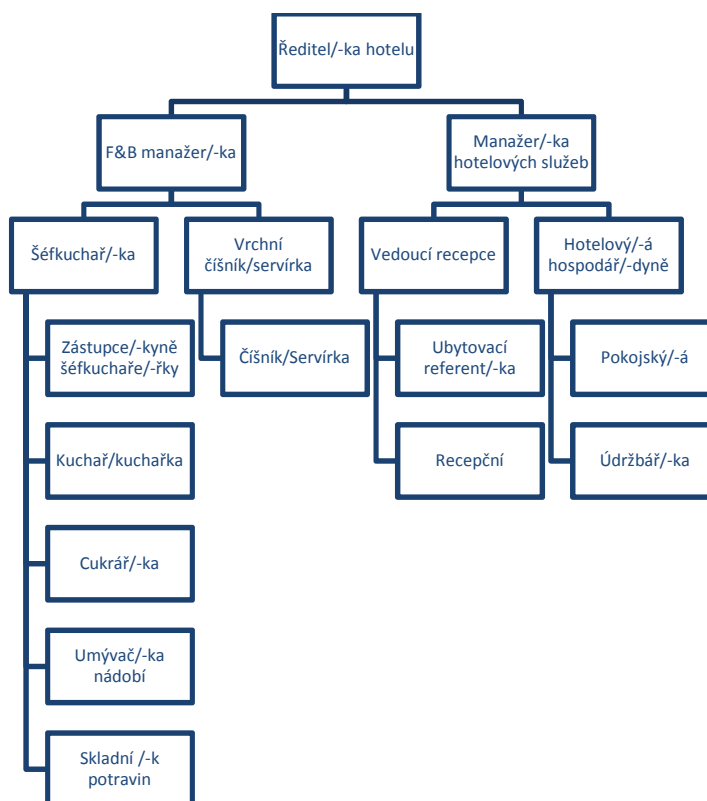 Ředitel/-ka hotelu
F&B manažer/-ka
Manažer/-ka
hotelových služeb
Šéfkuchař/-ka
Vrchní
číšník/servírka
Vedoucí recepce
Hotelový/-á
hospodář/-dyně
Zástupce/-kyně
šéfkuchaře/-řky
Číšník/Servírka
Ubytovací
referent/-ka
Pokojský/-á
Kuchař/kuchařka
Recepční
Údržbář/-ka
Cukrář/-ka
Umývač/-ka
nádobí
Skladní /-k
potravin